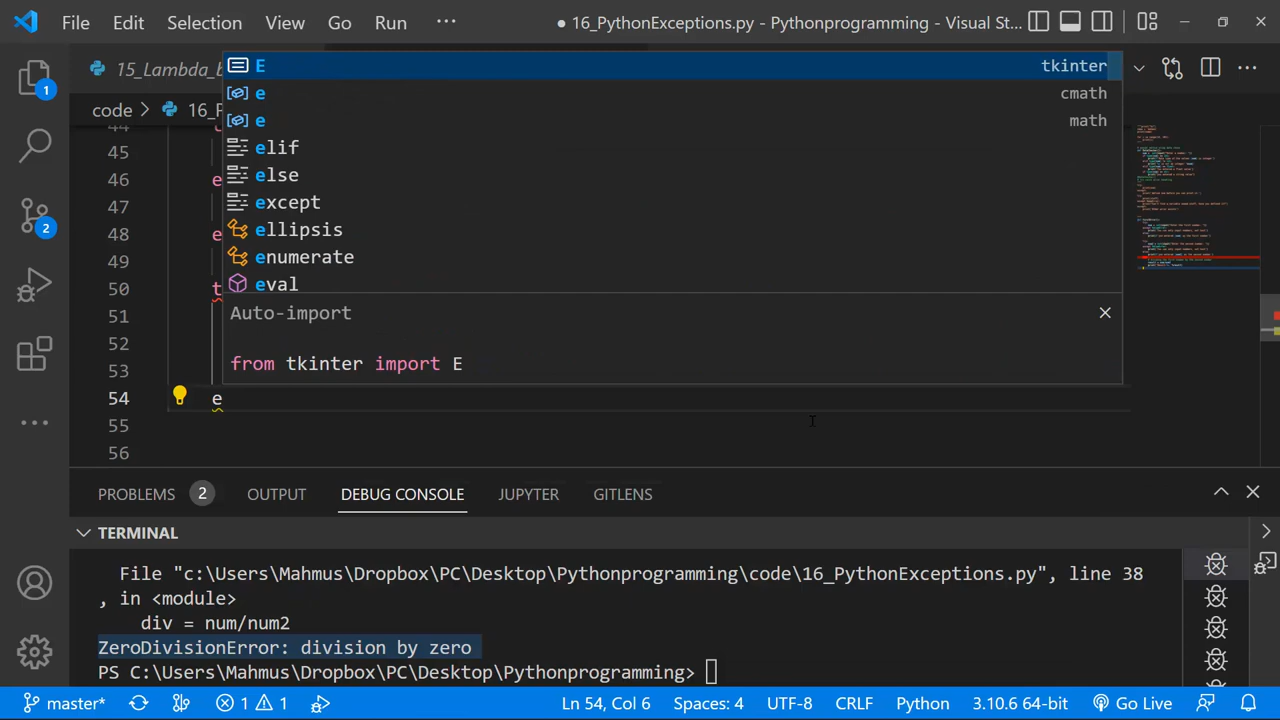 File Edit Selection View Go Run ··· ● 16_PythonExceptions.py - Pythonprogramming - Visual St...
15_Lambda_b
code > 16_P
E tkinter
e cmath
e math
elif
else
except
ellipsis
enumerate
eval
Auto-import
from tkinter import E
44
45
46 e
47
48 e
49
50 t
51
52
53
54 e
55
56
1
2
PROBLEMS 2 OUTPUT DEBUG CONSOLE JUPYTER GITLENS
TERMINAL
File "c:\Users\Mahmus\Dropbox\PC\Desktop\Pythonprogramming\code\16_PythonExceptions.py", line 38
, in <module>
div = num/num2
ZeroDivisionError: division by zero
PS C:\Users\Mahmus\Dropbox\PC\Desktop\Pythonprogramming>
master* 1 1 Ln 54, Col 6 Spaces: 4 UTF-8 CRLF Python 3.10.6 64-bit Go Live